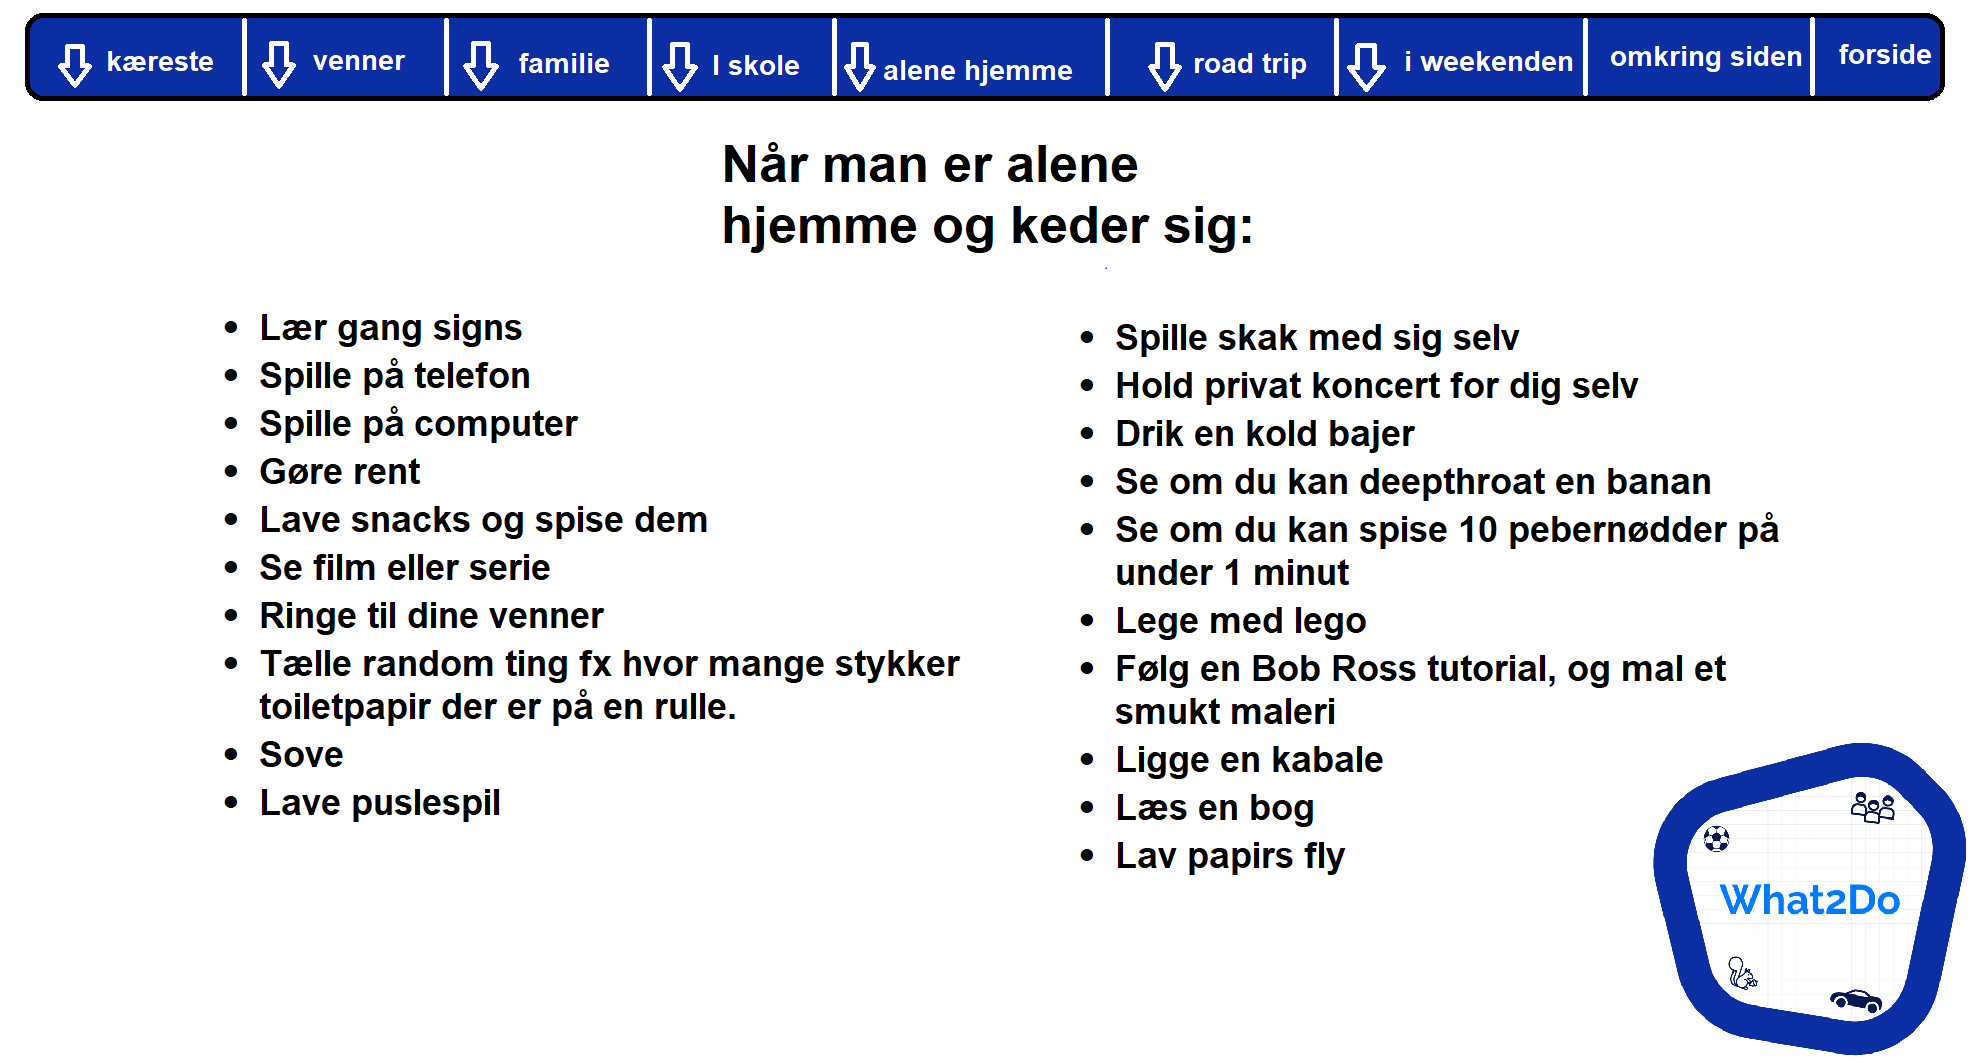 kæreste
venner
familie
I skole
alene hjemme
road trip
i weekenden
omkring siden
forside
Når man er alene
hjemme og keder sig:
• Lær gang signs
• Spille på telefon
• Spille på computer
• Gøre rent
• Lave snacks og spise dem
• Se film eller serie
• Ringe til dine venner
• Tælle random ting fx hvor mange stykker
toiletpapir der er på en rulle.
• Sove
• Lave puslespil
• Spille skak med sig selv
• Hold privat koncert for dig selv
• Drik en kold bajer
• Se om du kan deepthroat en banan
• Se om du kan spise 10 pebernødder på
under 1 minut
• Lege med lego
• Følg en Bob Ross tutorial, og mal et
smukt maleri
• Ligge en kabale
• Læs en bog
• Lav papirs fly
What2Do